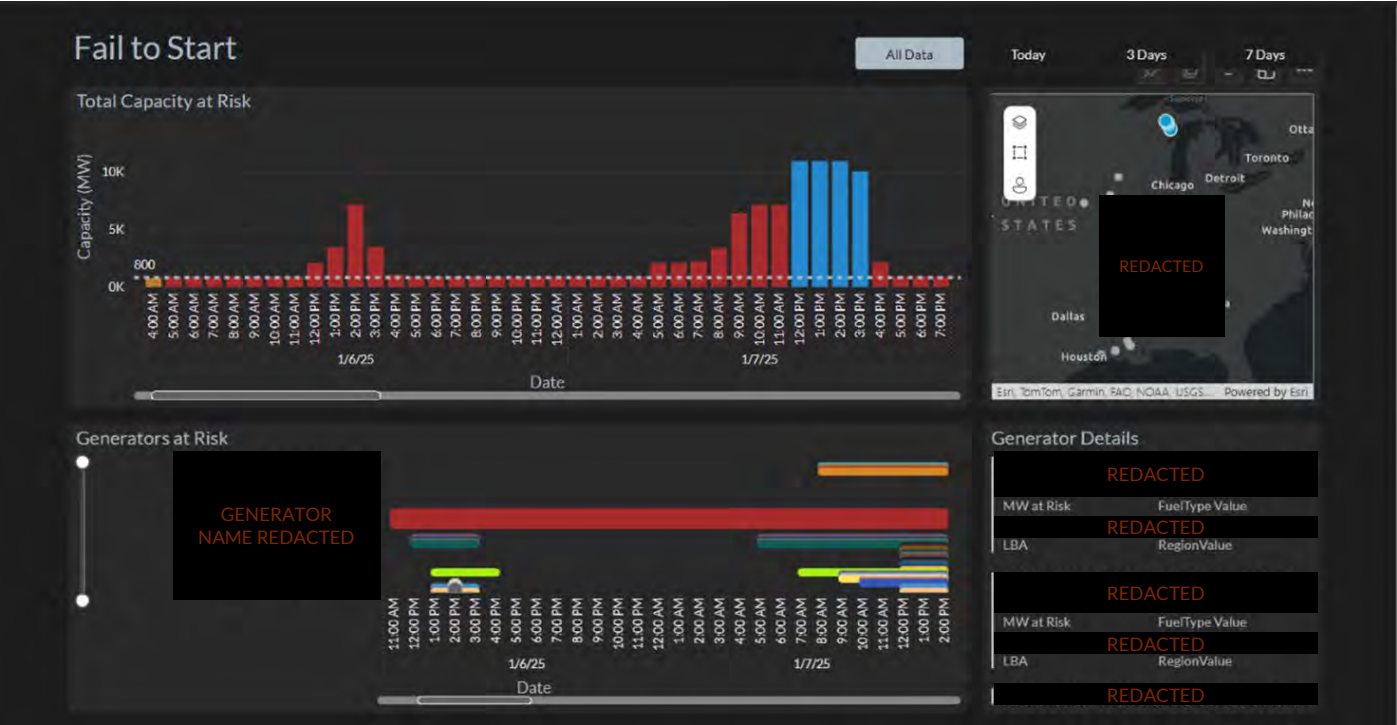 Fail to Start
All Data
Today
3 Days
7 Days
Total Capacity at Risk
Capacity (MW)
10K
5K
0K
800
4:00 AM
5:00 AM
6:00 AM
7:00 AM
8:00 AM
9:00 AM
10:00 AM
11:00 AM
12:00 PM
1:00 PM
2:00 PM
3:00 PM
4:00 PM
5:00 PM
6:00 PM
7:00 PM
8:00 PM
9:00 PM
10:00 PM
11:00 PM
12:00 AM
1:00 AM
2:00 AM
3:00 AM
4:00 AM
5:00 AM
6:00 AM
7:00 AM
8:00 AM
9:00 AM
10:00 AM
11:00 AM
12:00 PM
1:00 PM
2:00 PM
3:00 PM
4:00 PM
5:00 PM
6:00 PM
7:00 PM
1/6/25
1/7/25
Date
Otta
Toronto
Detroit
Chicago
UNITED
STATES
Philac
Washingt
REDACTED
Dallas
Houston
Esri, TomTom, Garmin, FAO, NOAA, USGS...
Powered by Esri
Generators at Risk
GENERATOR
NAME REDACTED
11:00 AM
12:00 PM
1:00 PM
2:00 PM
3:00 PM
4:00 PM
5:00 PM
6:00 PM
7:00 PM
8:00 PM
9:00 PM
10:00 PM
11:00 PM
12:00 AM
1:00 AM
2:00 AM
3:00 AM
4:00 AM
5:00 AM
6:00 AM
7:00 AM
8:00 AM
9:00 AM
10:00 AM
11:00 AM
12:00 PM
1:00 PM
2:00 PM
1/6/25
1/7/25
Date
Generator Details
REDACTED
MW at Risk
FuelType Value
REDACTED
LBA
RegionValue
REDACTED
MW at Risk
FuelType Value
REDACTED
LBA
RegionValue
REDACTED